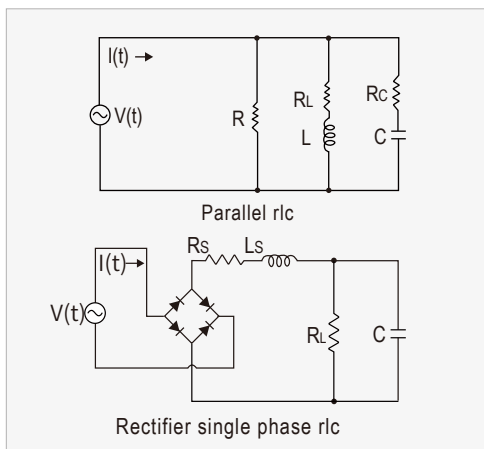 I(t) →
V(t)
R
RL
L
RC
C
Parallel rlc
RS LS
I(t) →
V(t)
RL
C
Rectifier single phase rlc